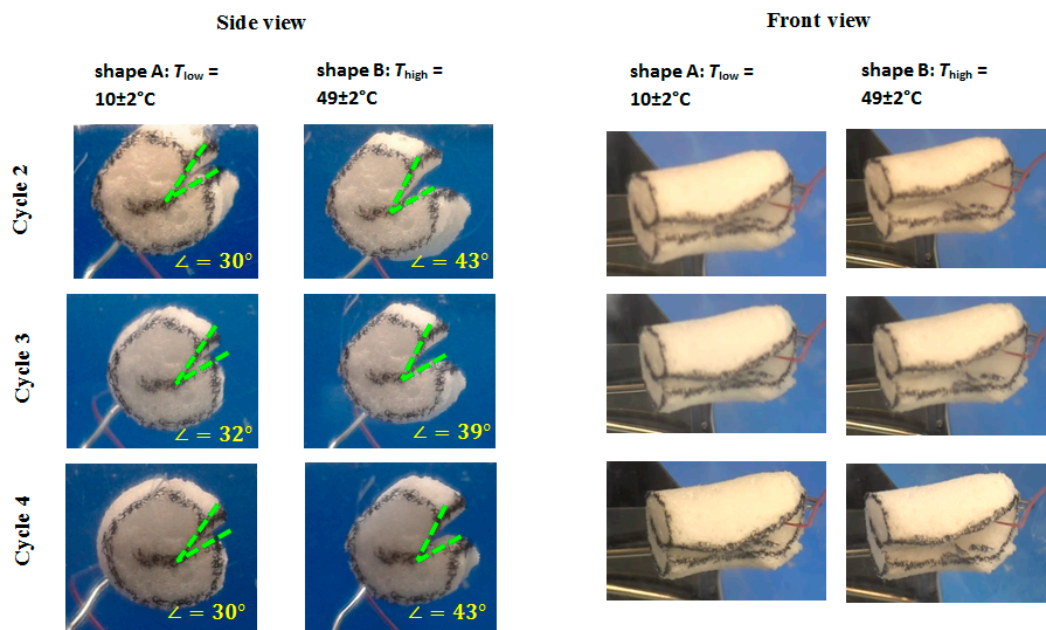 Side view
Front view
shape A: Tlow =
10±2°C
shape B: Thigh =
49±2°C
shape A: Tlow =
10±2°C
shape B: Thigh =
49±2°C
Cycle 2
∠ = 30°
∠ = 43°
Cycle 3
∠ = 32°
∠ = 39°
Cycle 4
∠ = 30°
∠ = 43°